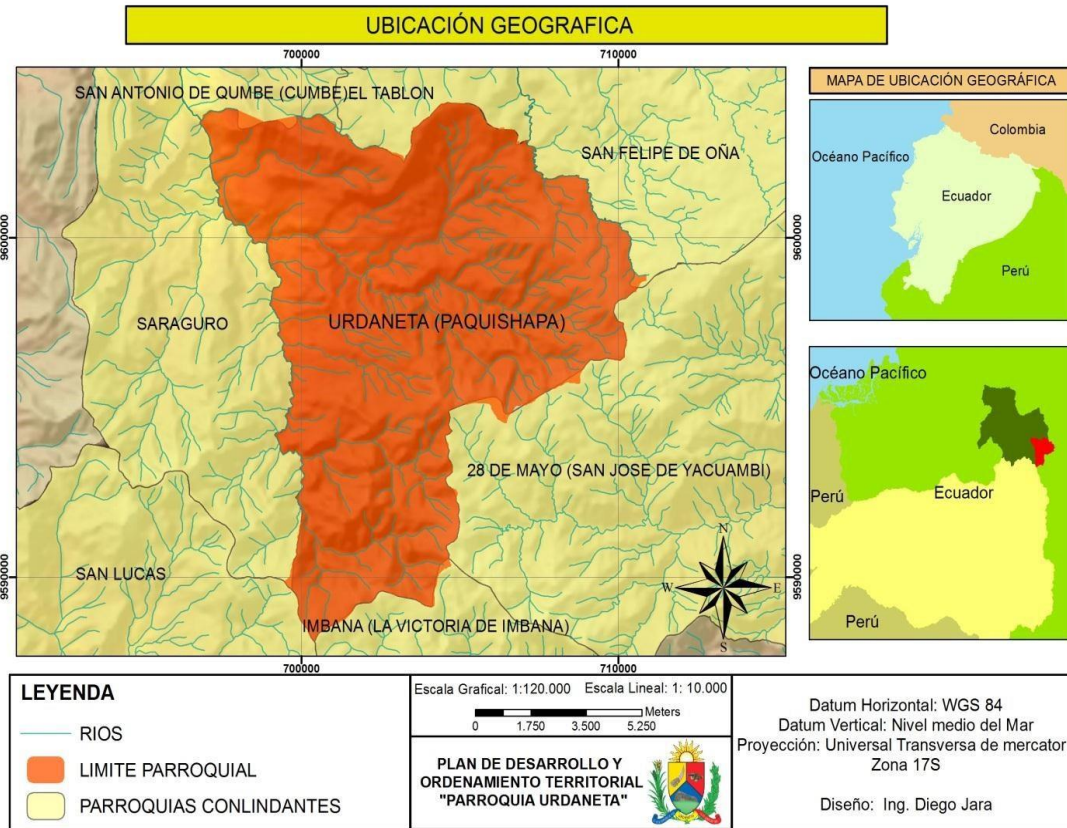 UBICACIÓN GEOGRAFICA
700000
710000
SAN ANTONIO DE QUMBE (CUMBE)EL TABLON
SAN FELIPE DE OÑA
9600000
9600000
SARAGURO
URDANETA (PAQUISHAPA)
28 DE MAYO (SAN JOSE DE YACUAMBI)
N
W
E
S
SAN LUCAS
9590000
9590000
IMBANA (LA VICTORIA DE IMBANA)
700000
710000
MAPA DE UBICACIÓN GEOGRÁFICA
Colombia
Océano Pacífico
Ecuador
Perú
Océano Pacífico
Perú
Ecuador
Perú
LEYENDA
RIOS
LIMITE PARROQUIAL
PARROQUIAS CONLINDANTES
Escala Grafical: 1:120.000 Escala Lineal: 1: 10.000
Meters
0 1.750 3.500 5.250
PLAN DE DESARROLLO Y
ORDENAMIENTO TERRITORIAL
"PARROQUIA URDANETA"
Datum Horizontal: WGS 84
Datum Vertical: Nivel medio del Mar
Proyección: Universal Transversa de mercator
Zona 17S
Diseño: Ing. Diego Jara